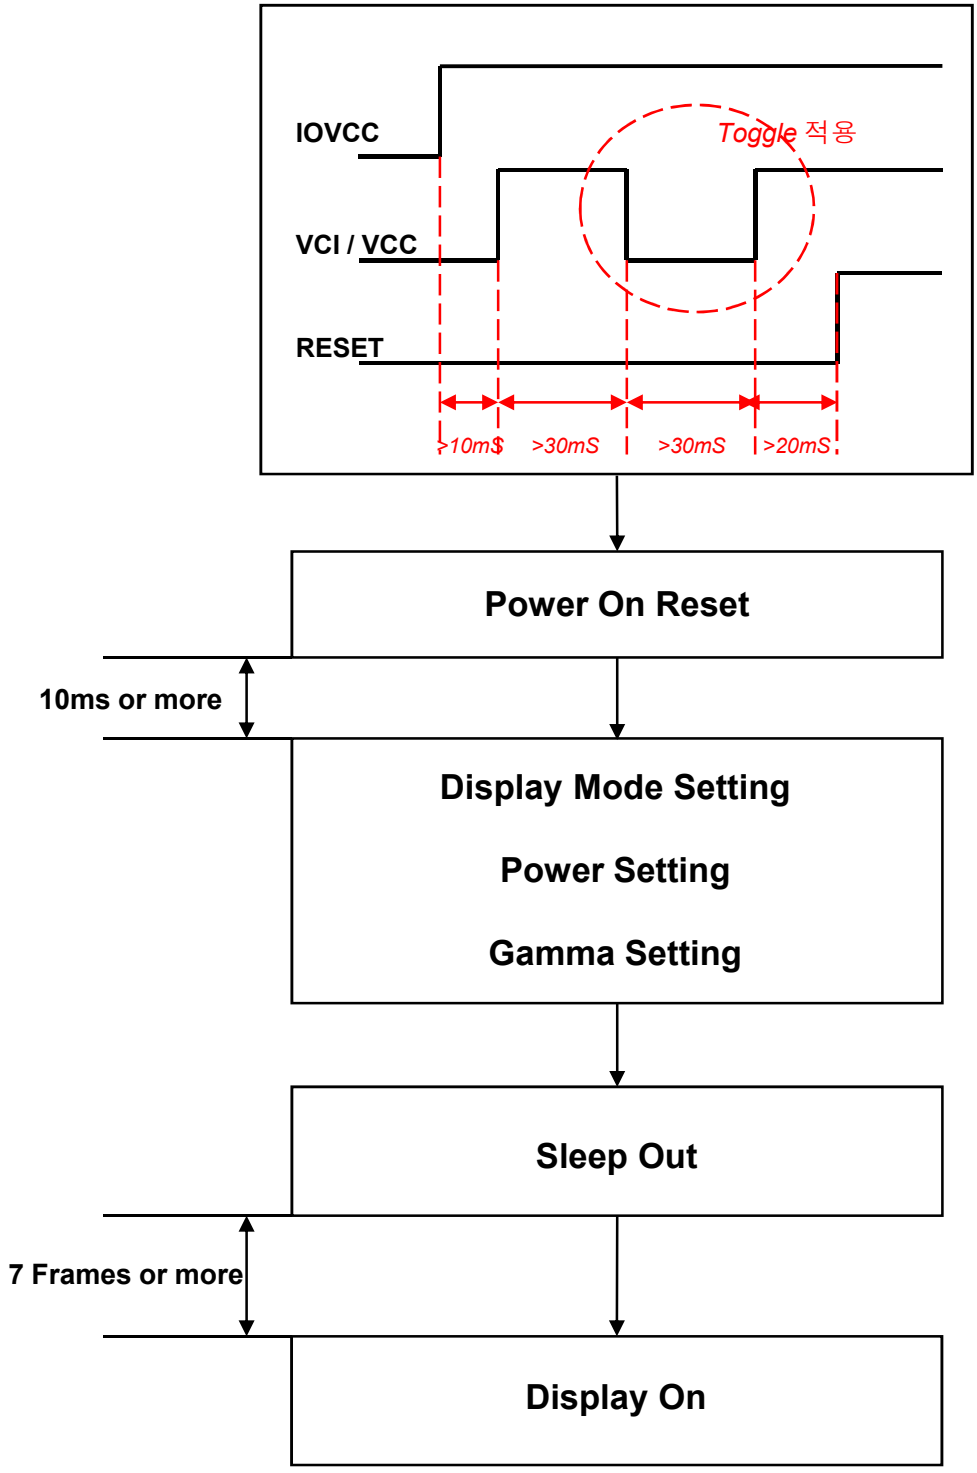 IOVCC
Toggle 적용
VCI / VCC
RESET
>10mS >30mS >30mS >20mS
Power On Reset
10ms or more
Display Mode Setting
Power Setting
Gamma Setting
Sleep Out
7 Frames or more
Display On